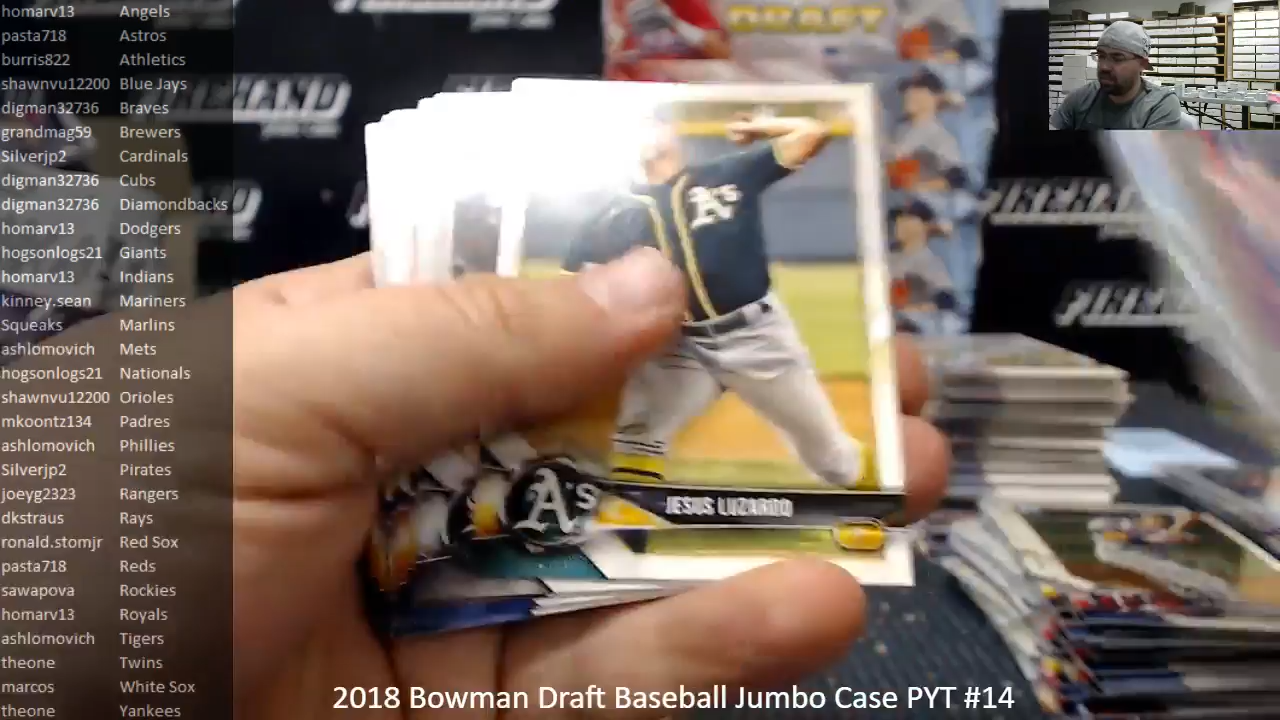 homarv13 Angels
pasta718 Astros
burris822 Athletics
shawnvu12200 Blue Jays
digman32736 Braves
grandmag59 Brewers
Silverjp2 Cardinals
digman32736 Cubs
digman32736 Diamondbacks
homarv13 Dodgers
hogsonlogs21 Giants
homarv13 Indians
kinney.sean Mariners
Squeaks Marlins
ashlomovich Mets
hogsonlogs21 Nationals
shawnvu12200 Orioles
mkoontz134 Padres
ashlomovich Phillies
Silverjp2 Pirates
joeyg2323 Rangers
dkstraus Rays
ronald.stomjr Red Sox
pasta718 Reds
sawapova Rockies
homarv13 Royals
ashlomovich Tigers
theone Twins
marcos White Sox
theone Yankees
DRAFT
A's
A's
JESUS LUZARDO
2018 Bowman Draft Baseball Jumbo Case PYT #14